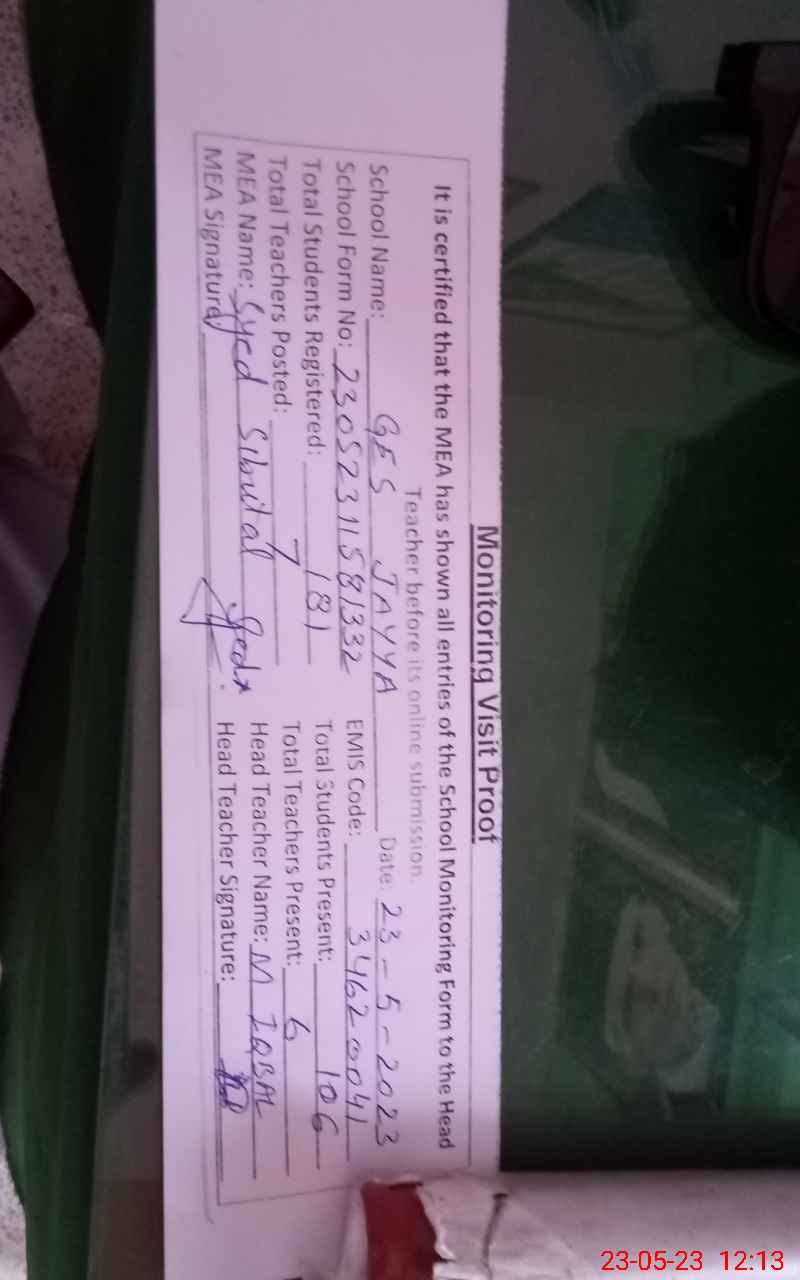 Monitoring Visit Proof
It is certified that the MEA has shown all entries of the School Monitoring Form to the Head
Teacher before its online submission.
School Name: GES JAYYA Date: 23-5-2023
School Form No: 23052311581332 EMIS Code: 34620041
Total Students Registered: 181 Total Students Present: 106
Total Teachers Posted: 7 Total Teachers Present: 6
MEA Name: Syed Head Teacher Name: M IQBAL
MEA Signature: Head Teacher Signature:
23-05-23 12:13